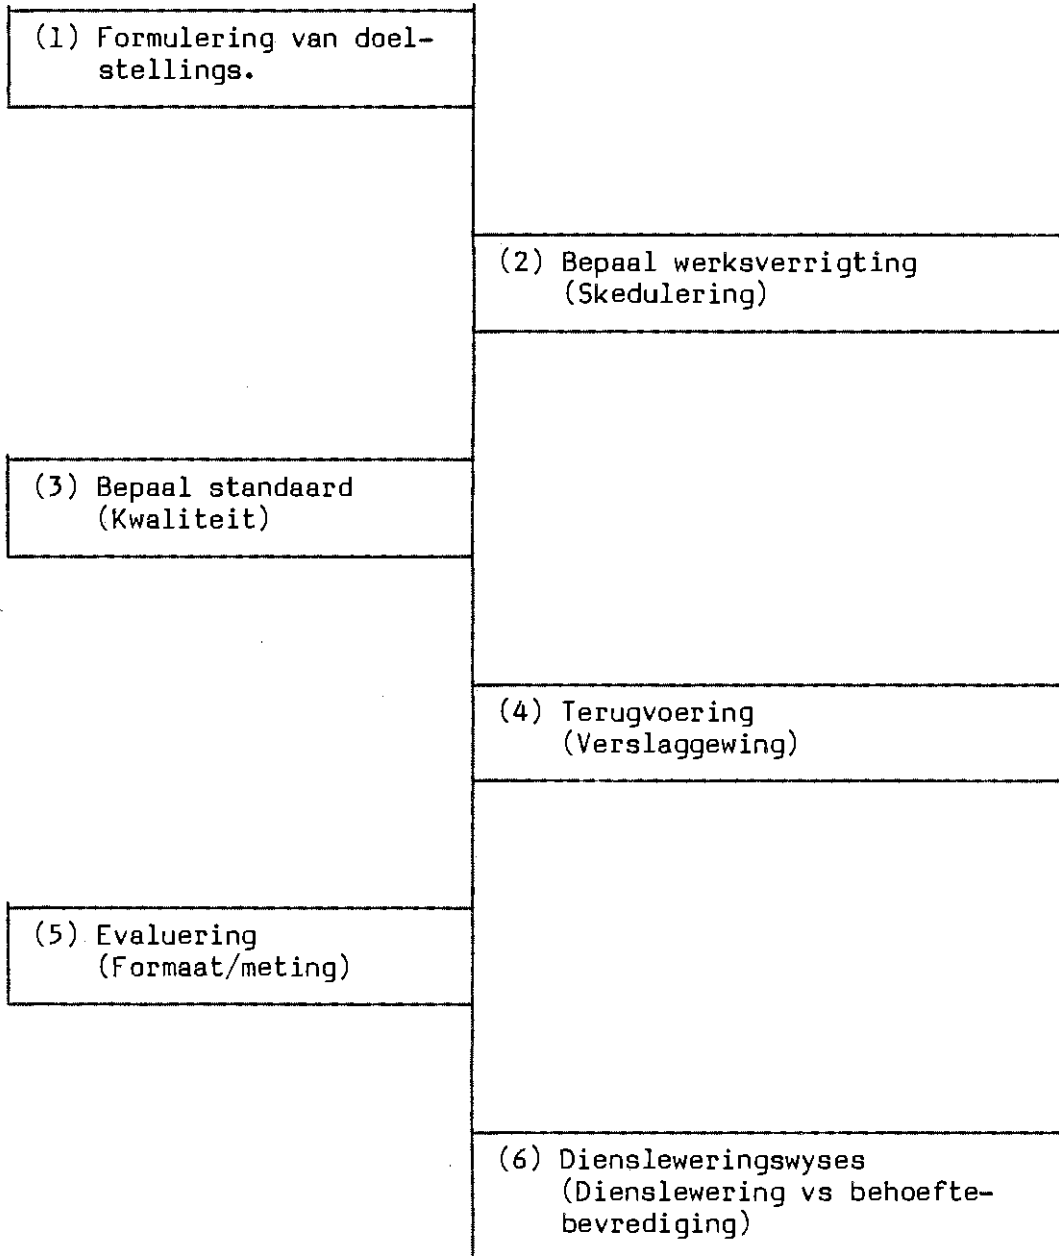 (1) Formulering van doel-
stellings.
(2) Bepaal werksverrigting
(Skedulering)
(3) Bepaal standaard
(Kwaliteit)
(4) Terugvoering
(Verslaggewing)
(5) Evaluering
(Formaat/meting)
(6) Diensleweringswyses
(Dienslewering vs behoefte-
bevrediging)